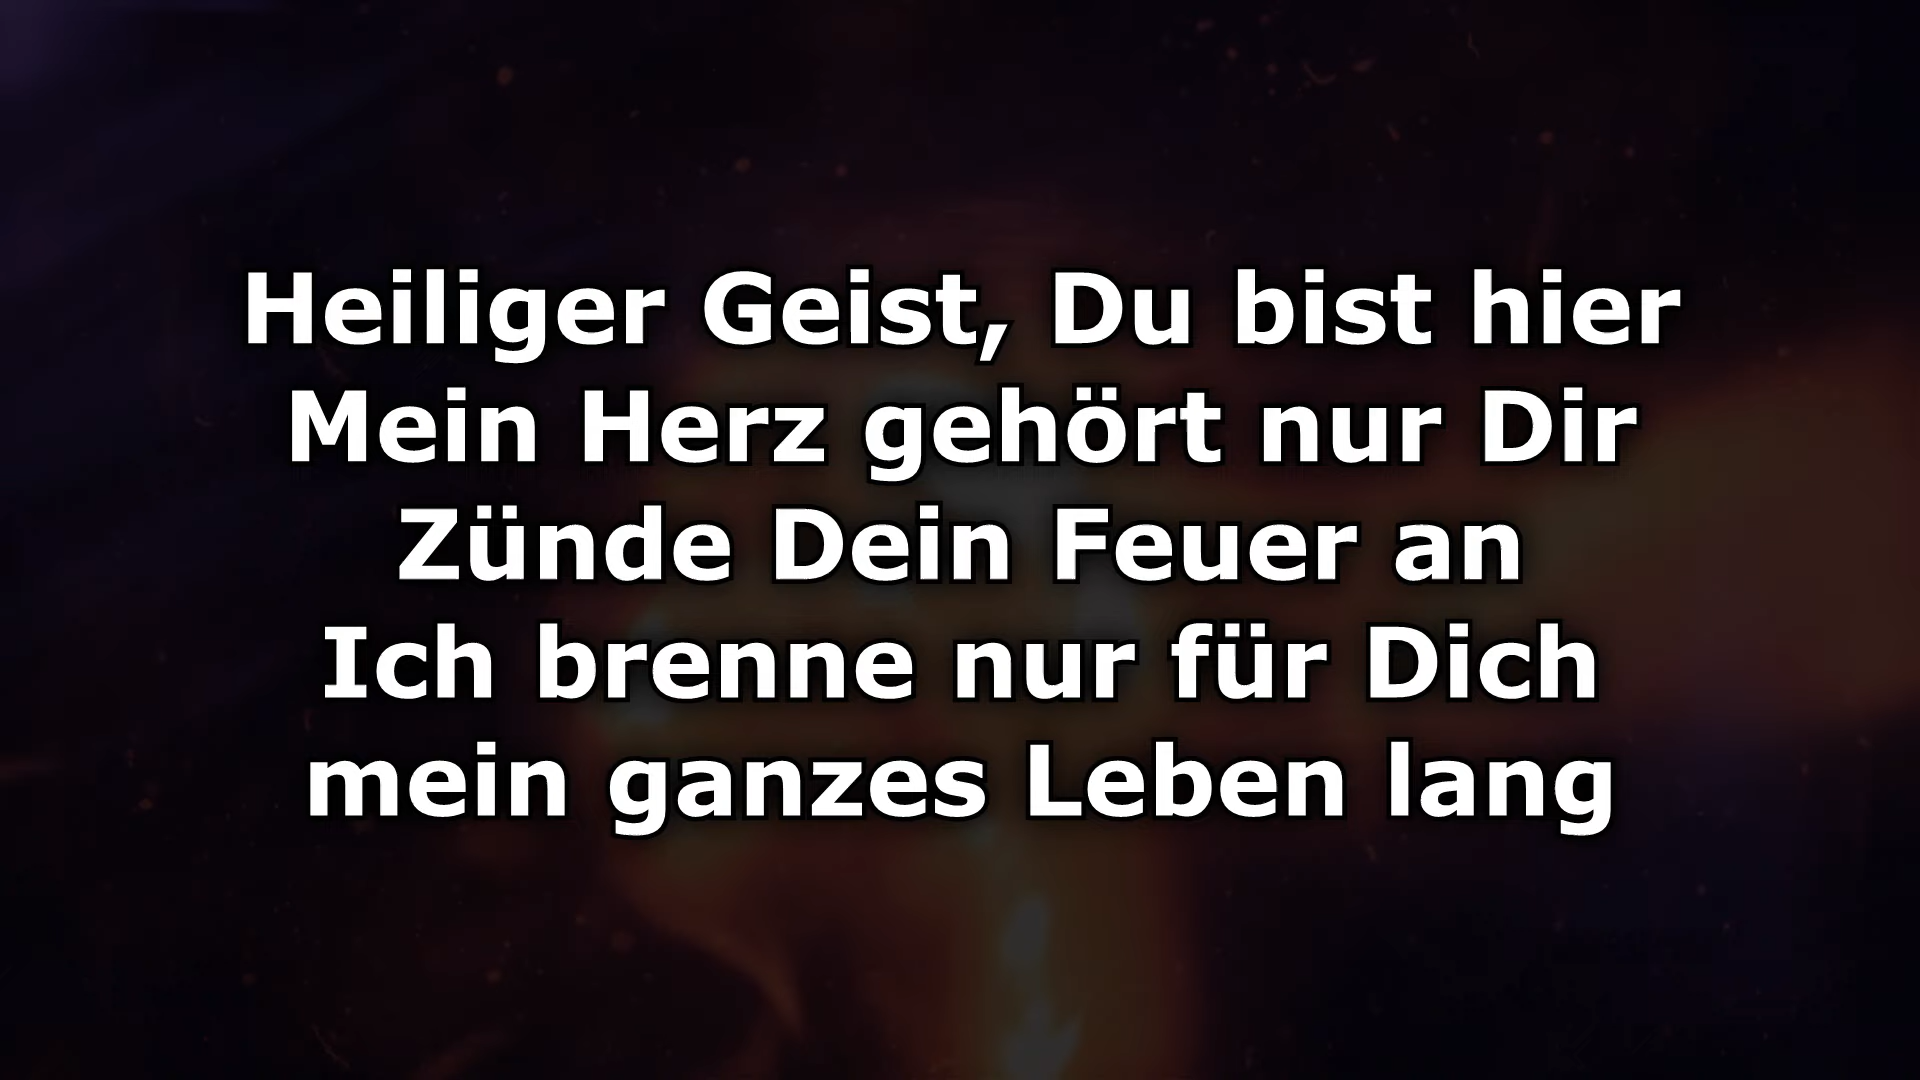 Heiliger Geist, Du bist hier
Mein Herz gehört nur Dir
Zünde Dein Feuer an
Ich brenne nur für Dich
mein ganzes Leben lang